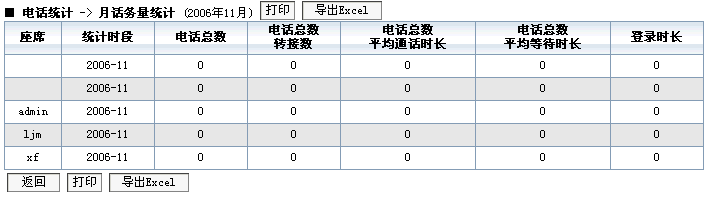 ■ 电话统计 -> 月话务量统计 (2006年11月) 打印 导出Excel
座席 统计时段 电话总数 电话总数转接数 电话总数平均通话时长 电话总数平均等待时长 登录时长
2006-11 0 0 0 0 0
2006-11 0 0 0 0 0
admin 2006-11 0 0 0 0 0
ljm 2006-11 0 0 0 0 0
xf 2006-11 0 0 0 0 0
返回 打印 导出Excel